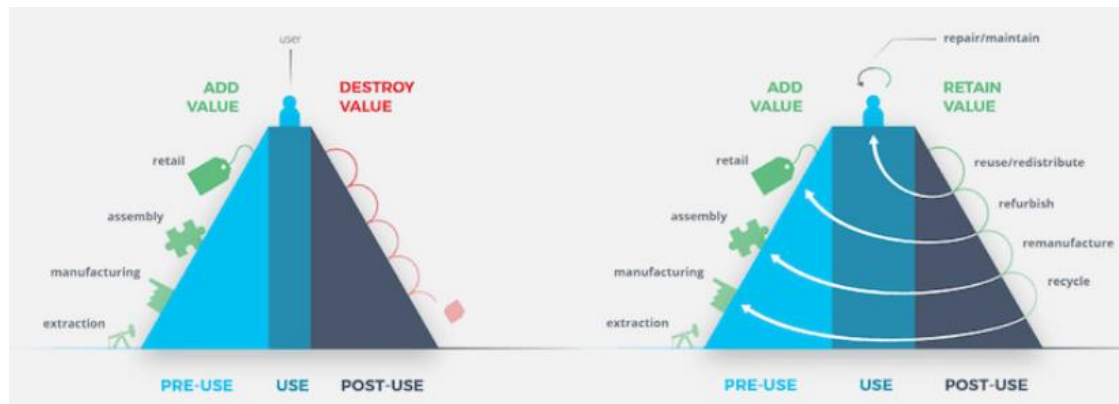 user
ADD
VALUE
DESTROY
VALUE
retail
assembly
manufacturing
extraction
PRE-USE
USE
POST-USE
repair/maintain
ADD
VALUE
RETAIN
VALUE
retail
assembly
manufacturing
extraction
reuse/redistribute
refurbish
remanufacture
recycle
PRE-USE
USE
POST-USE